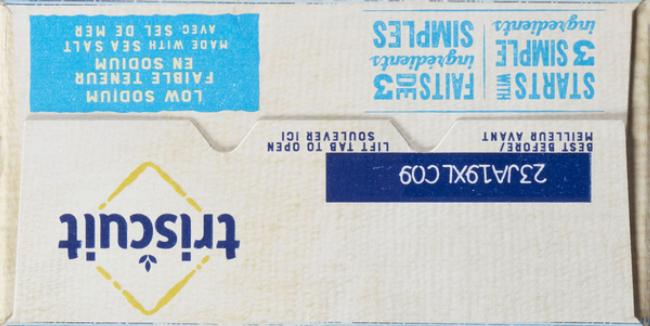 triscuit
23JA19XL C09
BEST BEFORE/
MEILLEUR AVANT
LIFT TAB TO OPEN
SOULEVER ICI
STARTS WITH
3 SIMPLE
ingredients
FAITS DE 3
ingrédients
SIMPLES
LOW SODIUM
FAIBLE TENEUR
EN SODIUM
MADE WITH SEA SALT
AVEC SEL DE MER